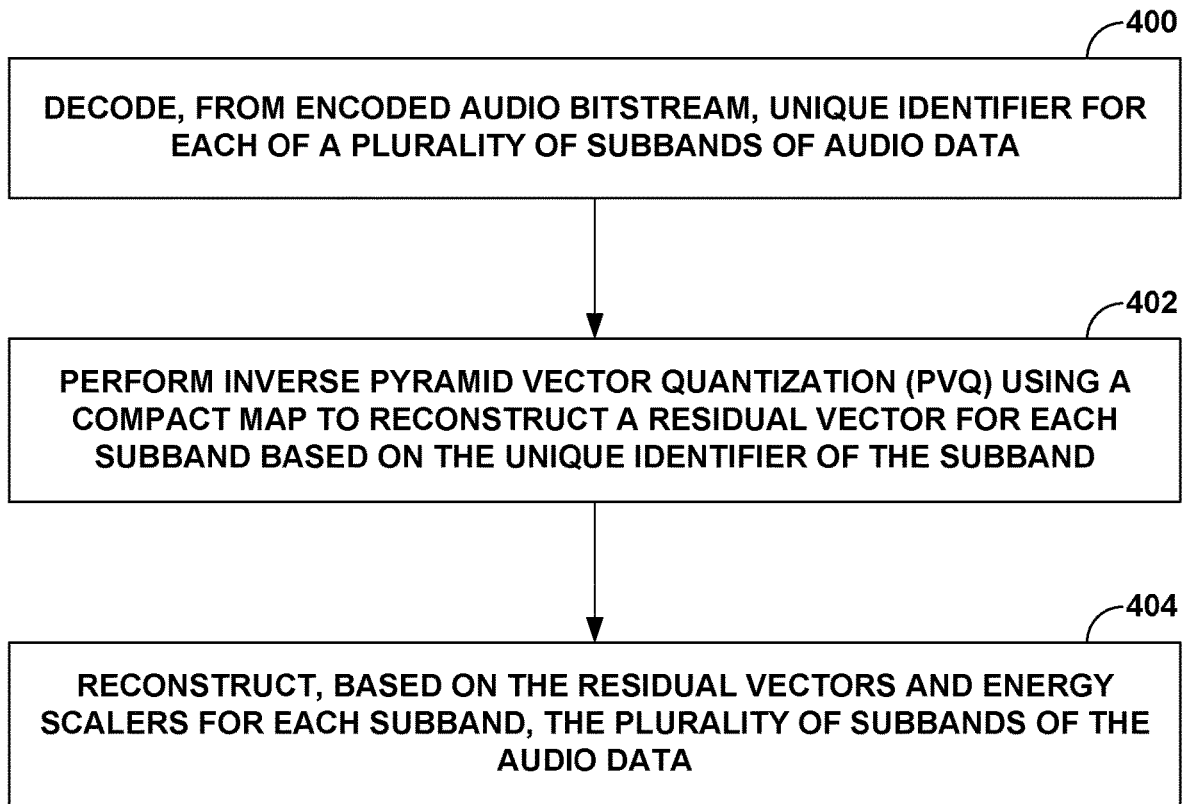 400
DECODE, FROM ENCODED AUDIO BITSTREAM, UNIQUE IDENTIFIER FOR
EACH OF A PLURALITY OF SUBBANDS OF AUDIO DATA
402
PERFORM INVERSE PYRAMID VECTOR QUANTIZATION (PVQ) USING A
COMPACT MAP TO RECONSTRUCT A RESIDUAL VECTOR FOR EACH
SUBBAND BASED ON THE UNIQUE IDENTIFIER OF THE SUBBAND
404
RECONSTRUCT, BASED ON THE RESIDUAL VECTORS AND ENERGY
SCALERS FOR EACH SUBBAND, THE PLURALITY OF SUBBANDS OF THE
AUDIO DATA